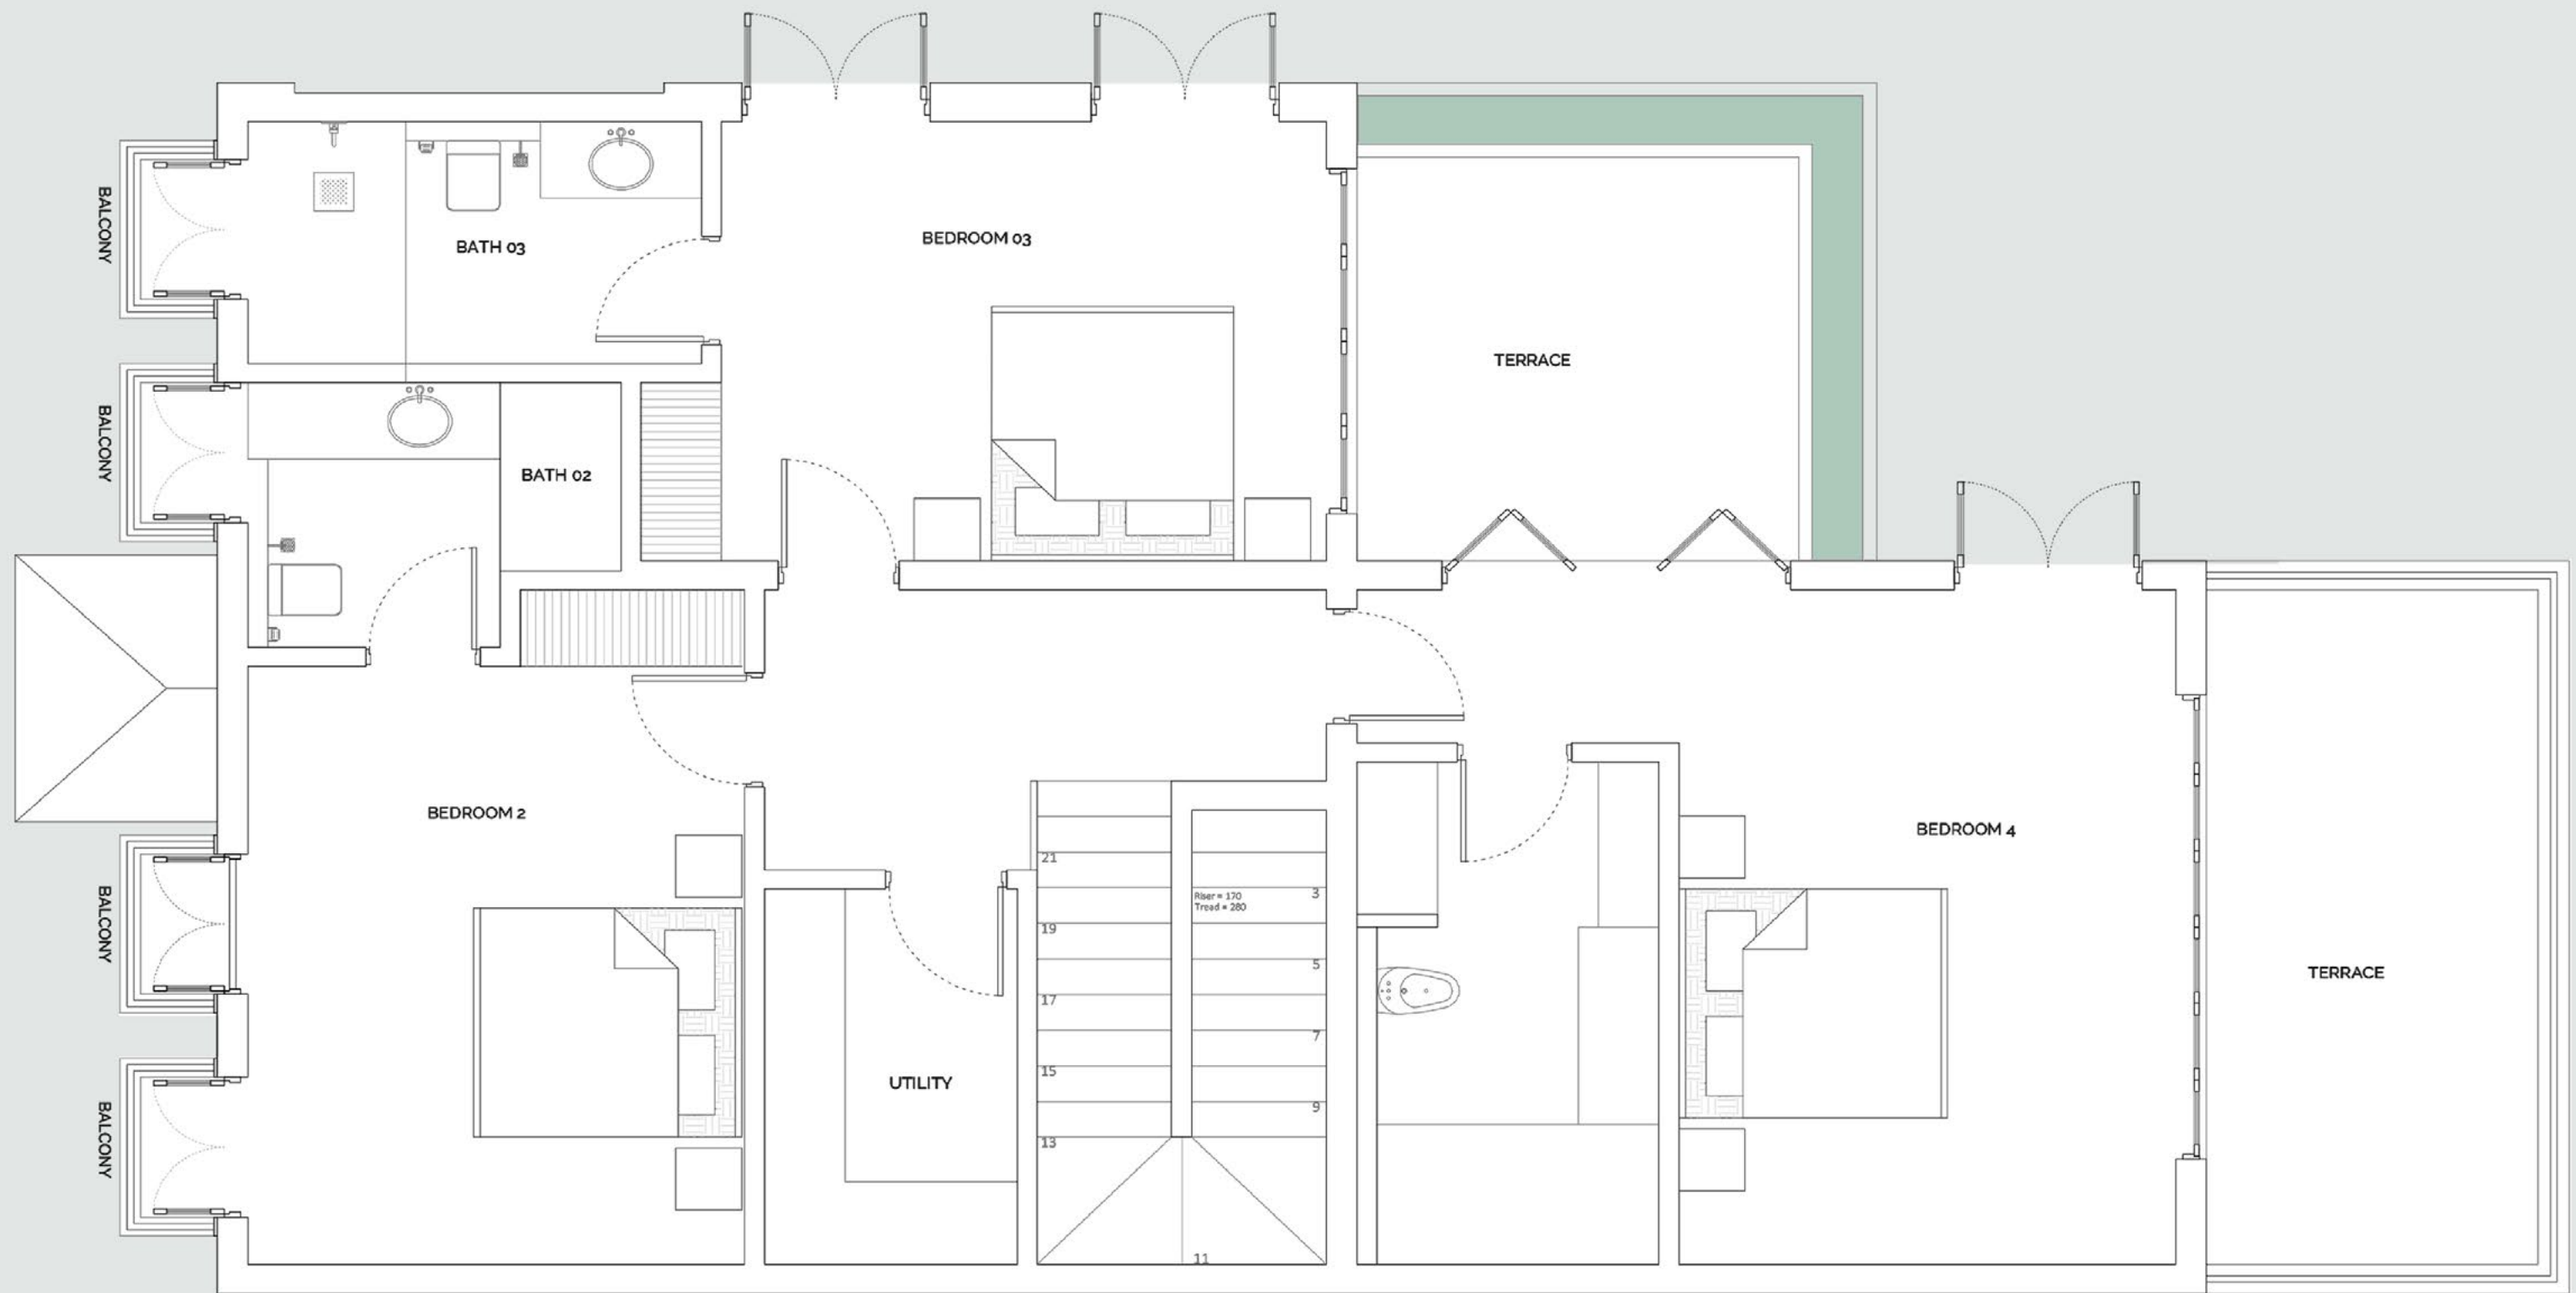 BALCONY
BATH 03
BEDROOM 03
TERRACE
BALCONY
BATH 02
BEDROOM 2
BEDROOM 4
21
Riser = 170
Tread = 280
3
BALCONY
19
5
TERRACE
17
7
15
UTILITY
9
BALCONY
13
11